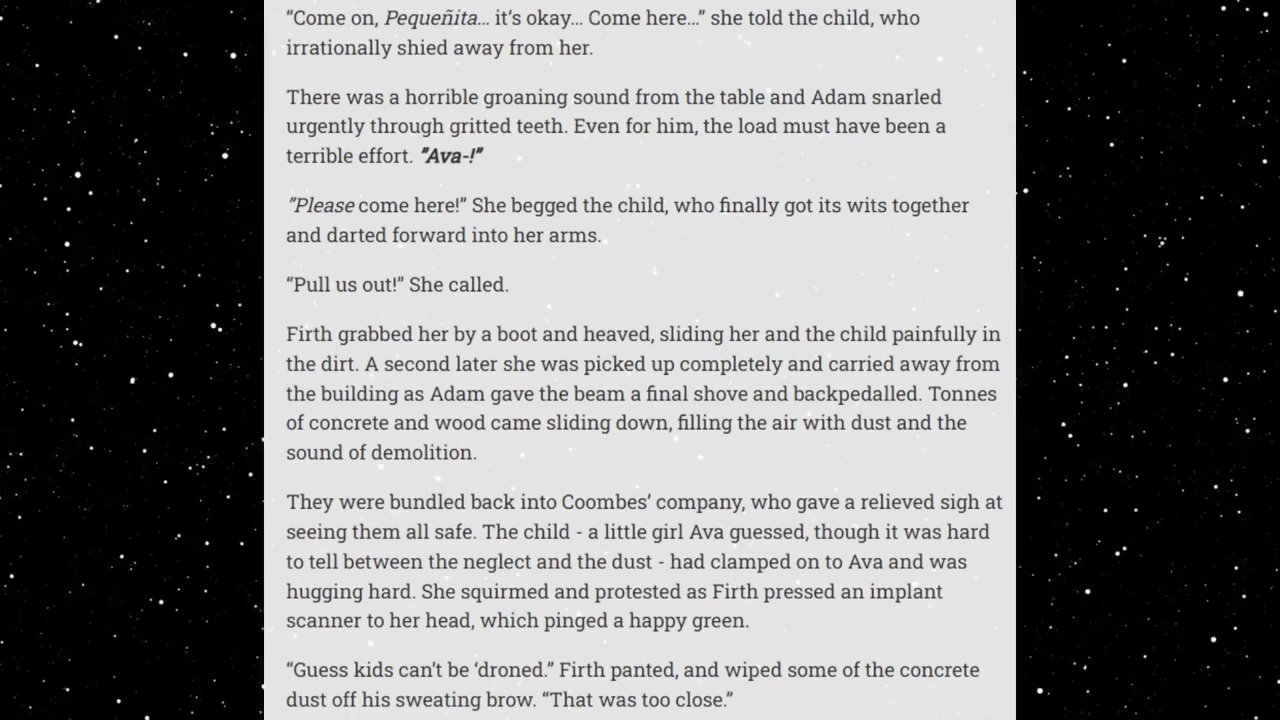 “Come on, Pequeñita… it’s okay… Come here…” she told the child, who
irrationally shied away from her.
There was a horrible groaning sound from the table and Adam snarled
urgently through gritted teeth. Even for him, the load must have been a
terrible effort. ”Ava-!”
”Please come here!” She begged the child, who finally got its wits together
and darted forward into her arms.
“Pull us out!” She called.
Firth grabbed her by a boot and heaved, sliding her and the child painfully in
the dirt. A second later she was picked up completely and carried away from
the building as Adam gave the beam a final shove and backpedalled. Tonnes
of concrete and wood came sliding down, filling the air with dust and the
sound of demolition.
They were bundled back into Coombes’ company, who gave a relieved sigh at
seeing them all safe. The child - a little girl Ava guessed, though it was hard
to tell between the neglect and the dust - had clamped on to Ava and was
hugging hard. She squirmed and protested as Firth pressed an implant
scanner to her head, which pinged a happy green.
“Guess kids can’t be ‘droned.” Firth panted, and wiped some of the concrete
dust off his sweating brow. “That was too close.”